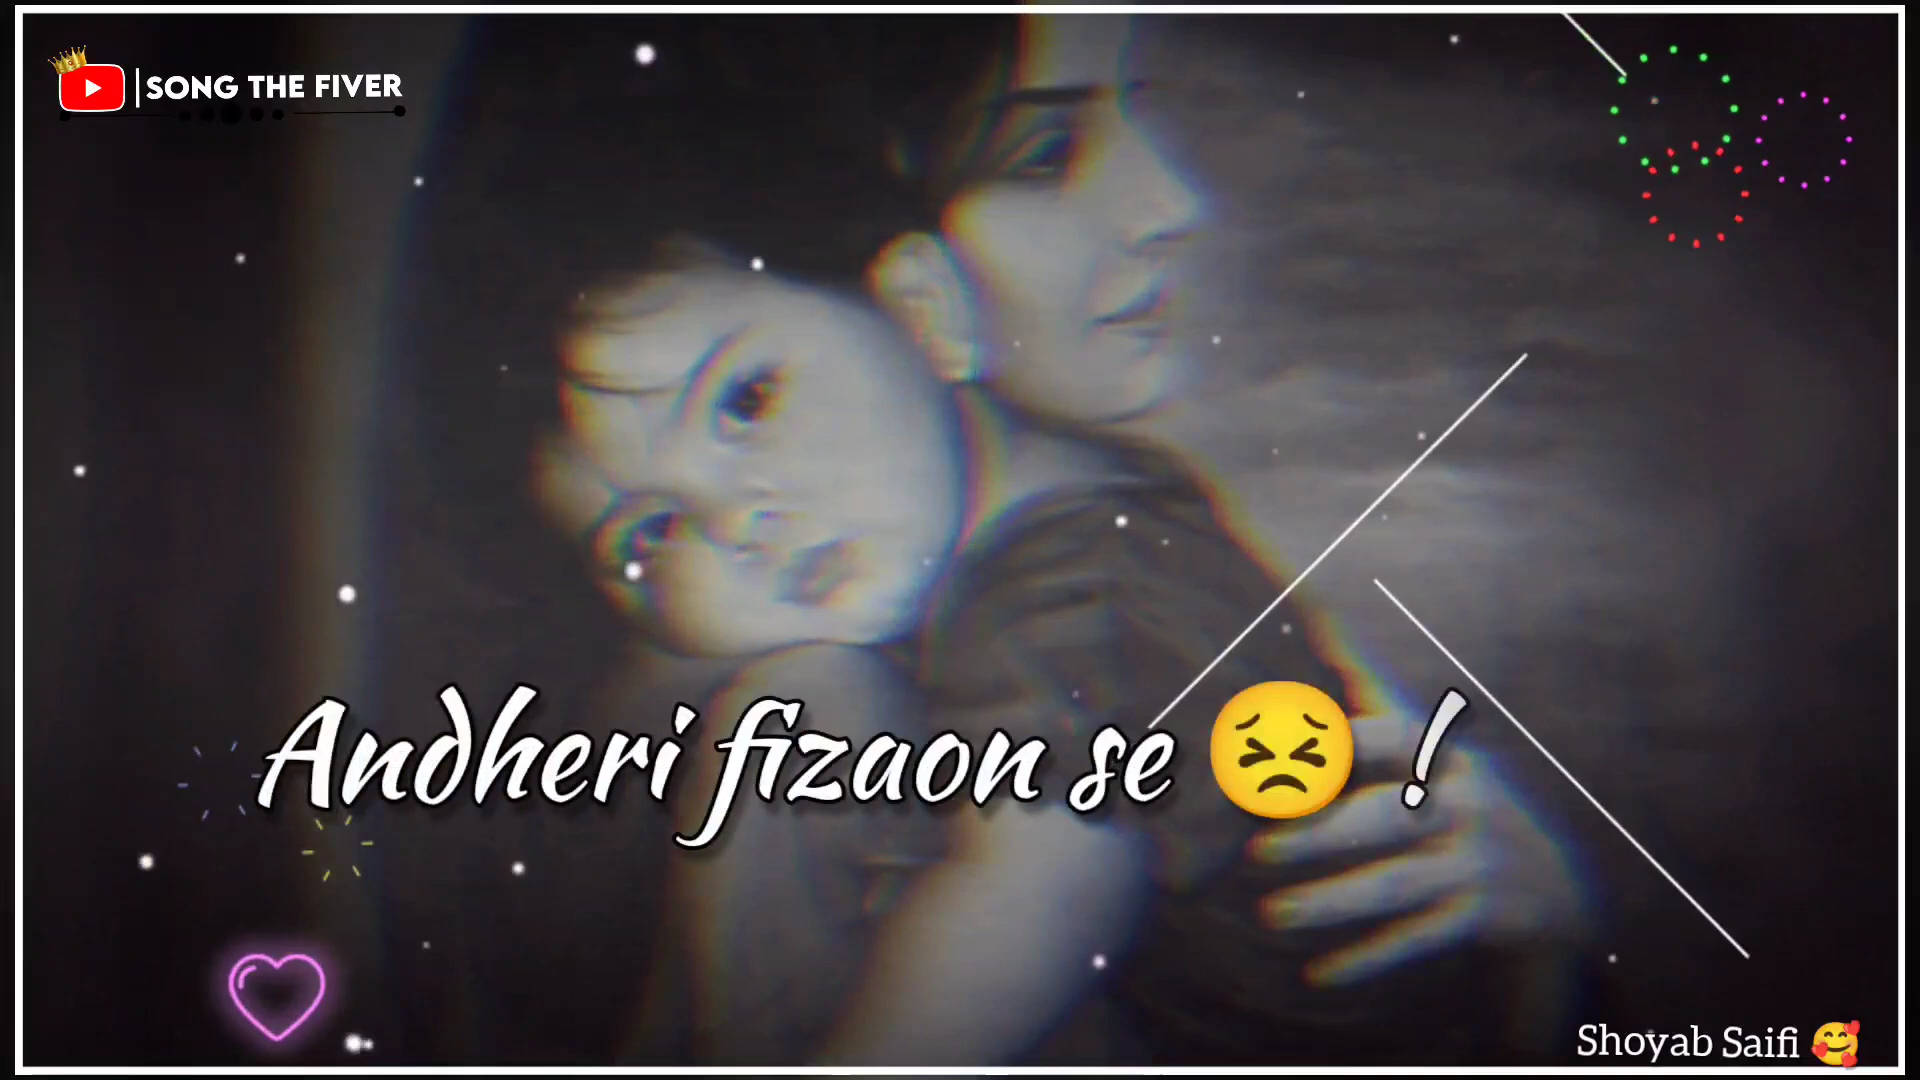 SONG THE FIVER
Andheri fizaon se 😣 !
Shoyab Saifi 🥰